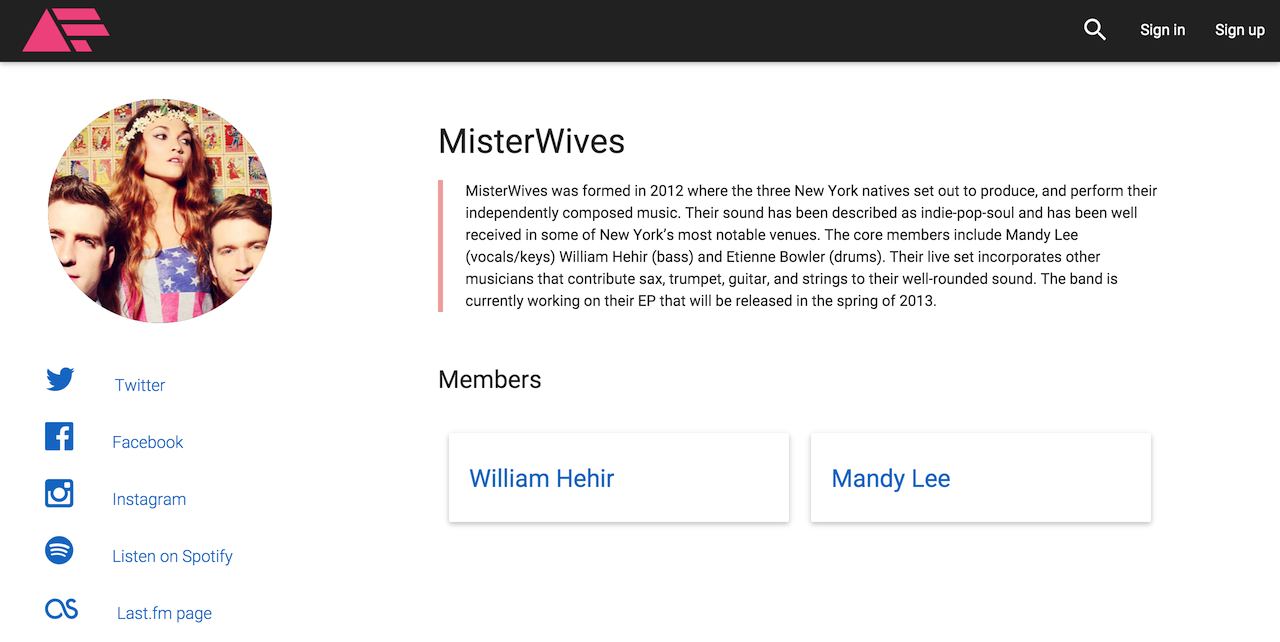 Sign in
Sign up
MisterWives
MisterWives was formed in 2012 where the three New York natives set out to produce, and perform their
independently composed music. Their sound has been described as indie-pop-soul and has been well
received in some of New York’s most notable venues. The core members include Mandy Lee
(vocals/keys) William Hehir (bass) and Etienne Bowler (drums). Their live set incorporates other
musicians that contribute sax, trumpet, guitar, and strings to their well-rounded sound. The band is
currently working on their EP that will be released in the spring of 2013.
Twitter
Facebook
Instagram
Listen on Spotify
Last.fm page
Members
William Hehir
Mandy Lee